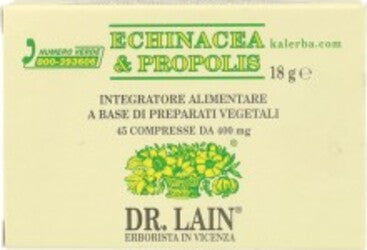 NUMERO VERDE
800-393606
ECHINACEA
& PROPOLIS
kalerba.com
18 g ℮
INTEGRATORE ALIMENTARE
A BASE DI PREPARATI VEGETALI
45 COMPRESSE DA 400 mg
®
DR. LAIN®
ERBORISTA IN VICENZA